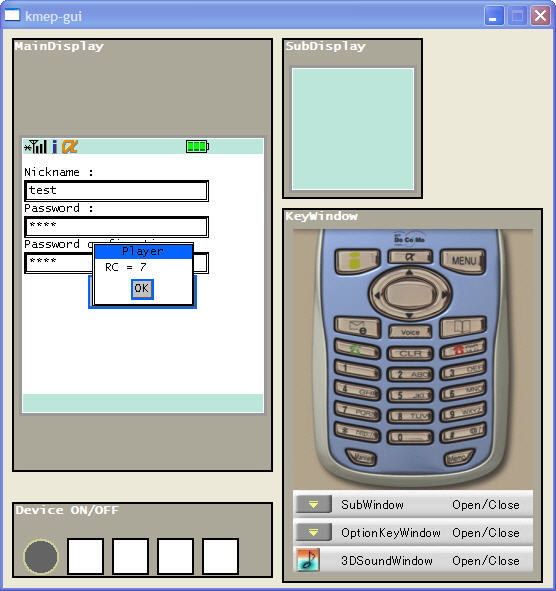 kmep-gui
MainDisplay
Nickname :
test
Password :
****
Password
****
Player
RC = 7
OK
SubDisplay
KeyWindow
DoCoMo
MENU
Voice
CLR
1
2 ABC
3 DEF
4 GHI
5 JKL
6 MNO
7 PQRS
8 TUV
9 WXYZ
*
0
#
Manner
Memo
SubWindow Open/Close
OptionKeyWindow Open/Close
3DSoundWindow Open/Close
Device ON/OFF